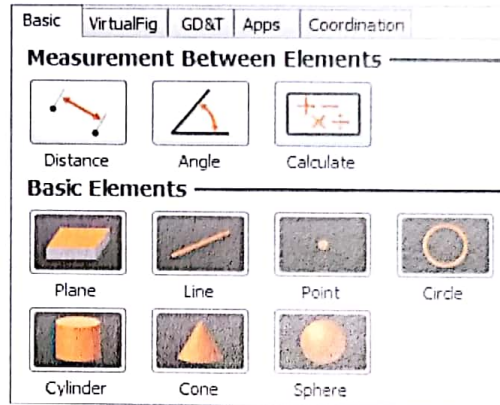 Basic VirtualFig GD&T Apps Coordination
Measurement Between Elements
Distance Angle Calculate
Basic Elements
Plane Line Point Circle
Cylinder Cone Sphere